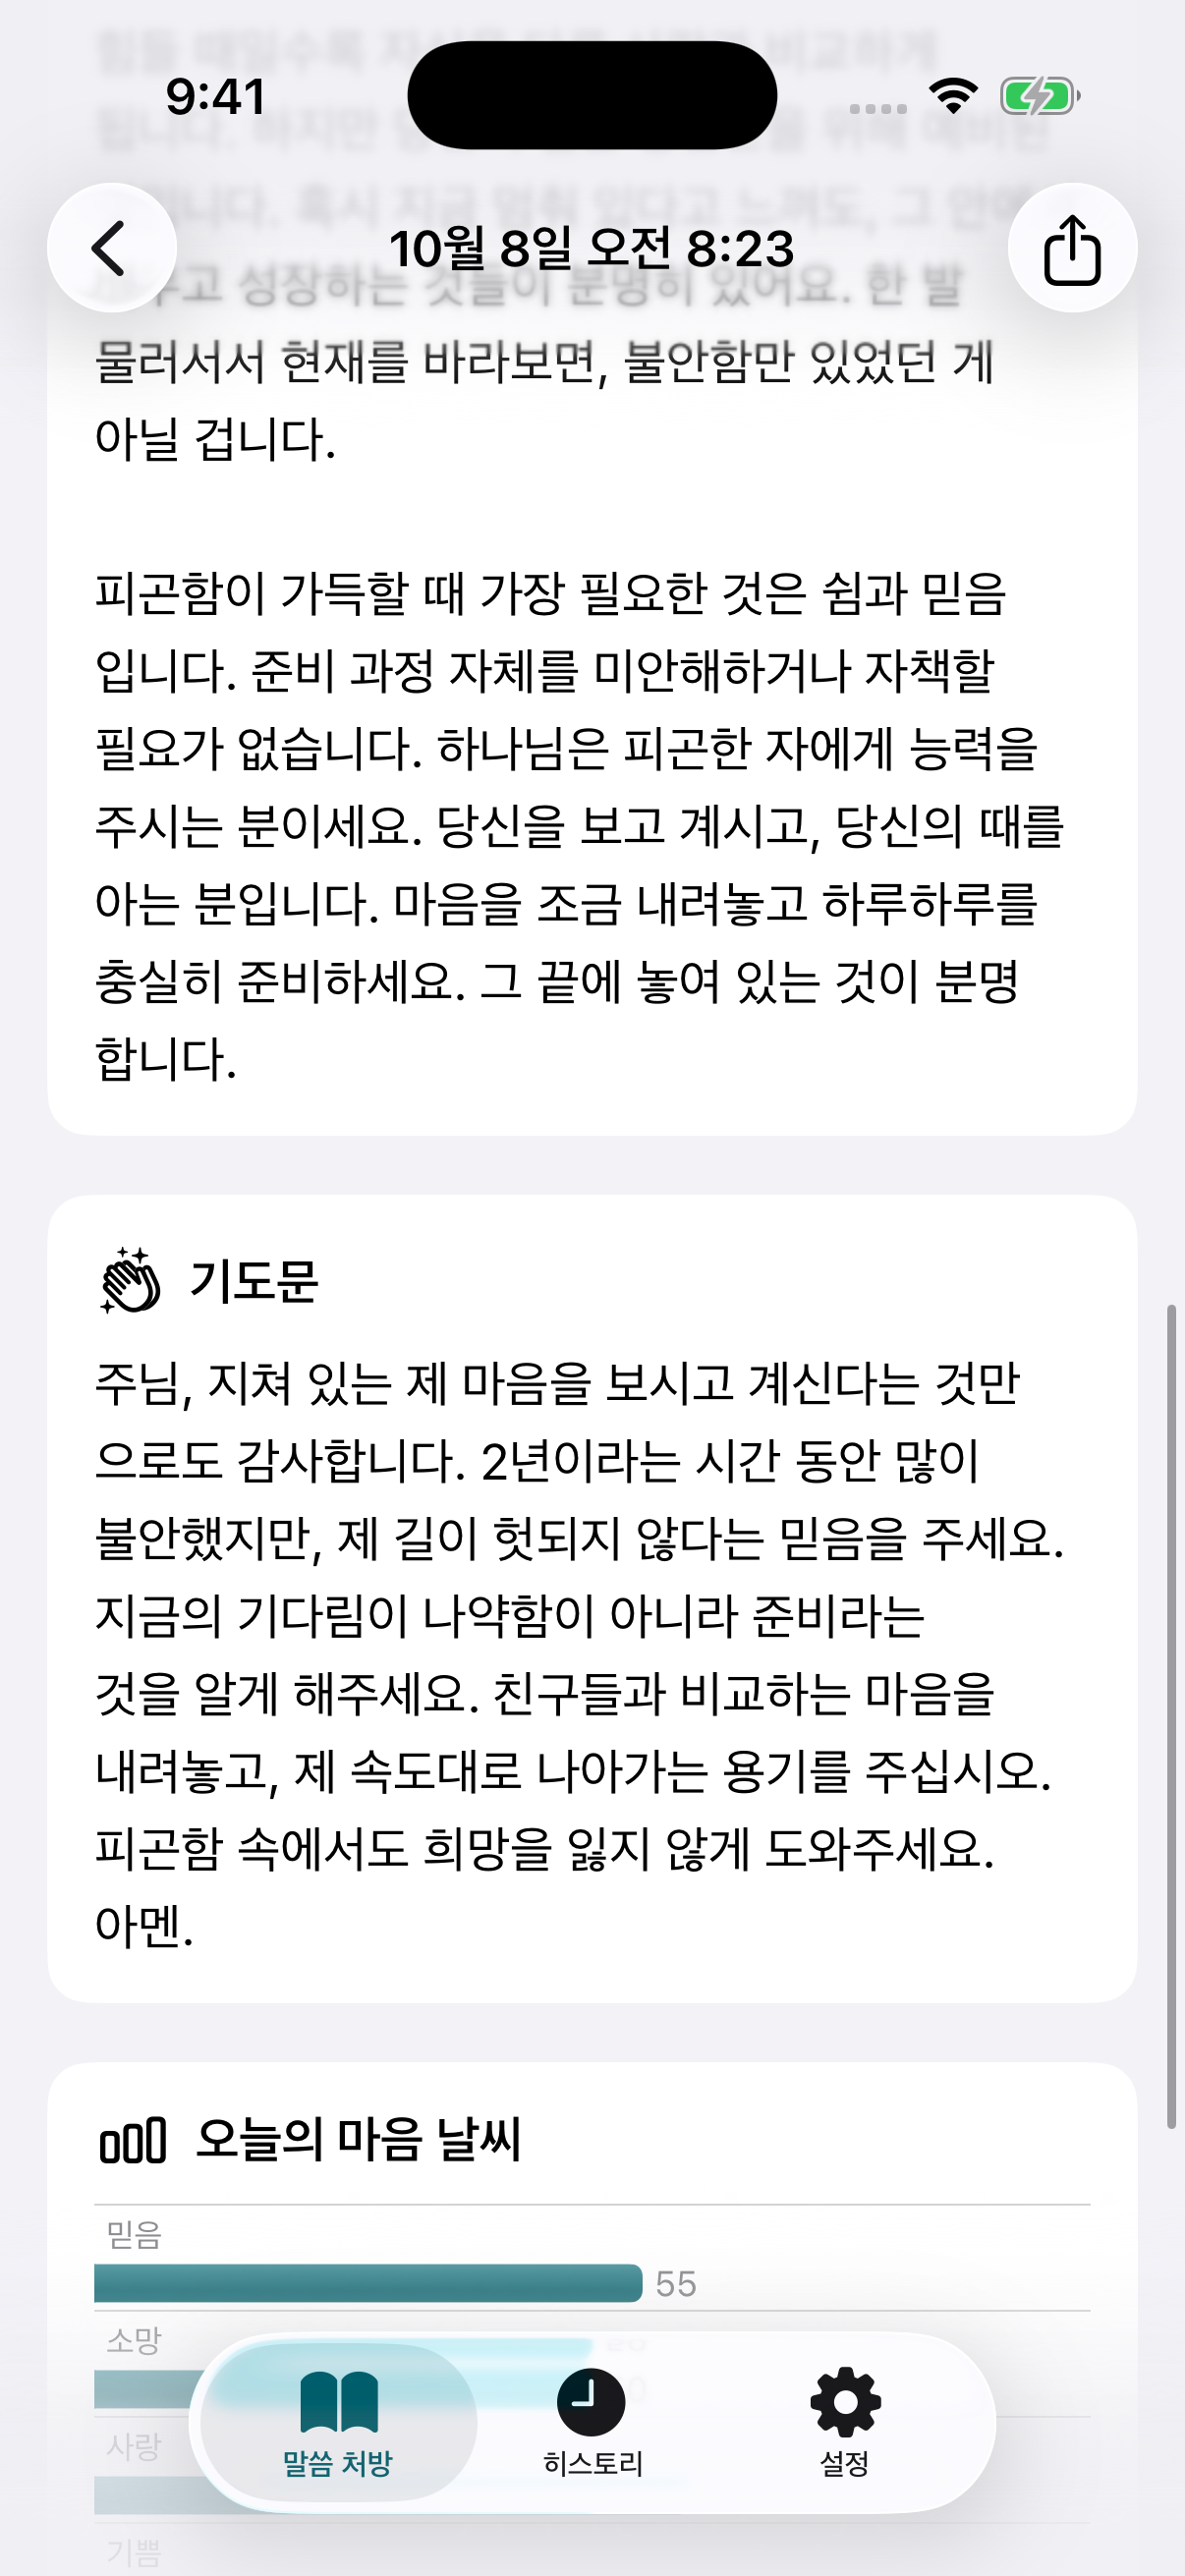 9:41
10월 8일 오전 8:23
성장하는 것들이 분명히 있어요. 한 발
물러서서 현재를 바라보면, 불안함만 있었던 게
아닐 겁니다.
피곤함이 가득할 때 가장 필요한 것은 쉼과 믿음
입니다. 준비 과정 자체를 미안해하거나 자책할
필요가 없습니다. 하나님은 피곤한 자에게 능력을
주시는 분이세요. 당신을 보고 계시고, 당신의 때를
아는 분입니다. 마음을 조금 내려놓고 하루하루를
충실히 준비하세요. 그 끝에 놓여 있는 것이 분명
합니다.
기도문
주님, 지쳐 있는 제 마음을 보시고 계신다는 것만
으로도 감사합니다. 2년이라는 시간 동안 많이
불안했지만, 제 길이 헛되지 않다는 믿음을 주세요.
지금의 기다림이 나약함이 아니라 준비라는
것을 알게 해주세요. 친구들과 비교하는 마음을
내려놓고, 제 속도대로 나아가는 용기를 주십시오.
피곤함 속에서도 희망을 잃지 않게 도와주세요.
아멘.
오늘의 마음 날씨
믿음
55
소망
사랑
기쁨
말씀 처방
히스토리
설정